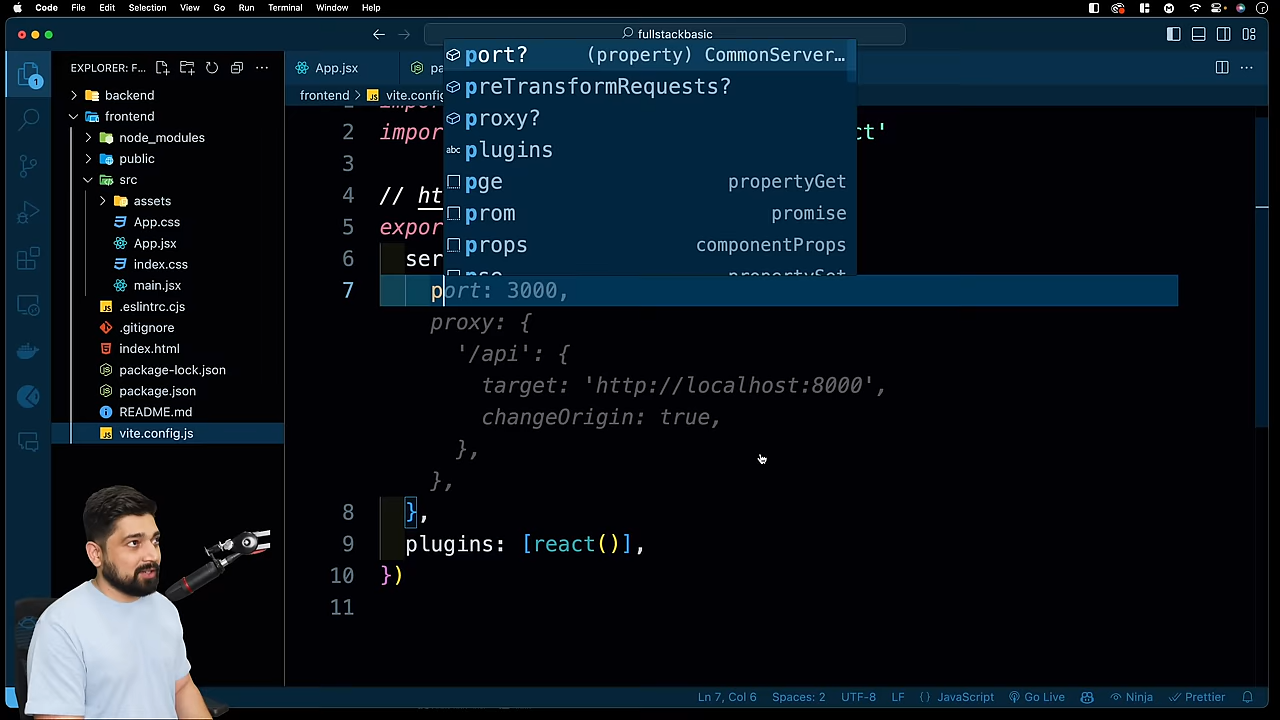 Code File Edit Selection View Go Run Terminal Window Help
fullstackbasic
EXPLORER: F...
App.jsx
pa
port? (property) CommonServer...
preTransformRequests?
proxy?
plugins
pge propertyGet
prom promise
props componentProps
pse propertySet
backend
frontend
node_modules
public
src
assets
App.css
App.jsx
index.css
main.jsx
.eslintrc.cjs
.gitignore
index.html
package-lock.json
package.json
README.md
vite.config.js
1
frontend > vite.config
2 impor ct'
3
4 // ht
5 expor
6 ser
7 port: 3000,
proxy: {
'/api': {
target: 'http://localhost:8000',
changeOrigin: true,
},
},
8 },
9 plugins: [react()],
10 })
11
Ln 7, Col 6 Spaces: 2 UTF-8 LF {} JavaScript Go Live Ninja Prettier